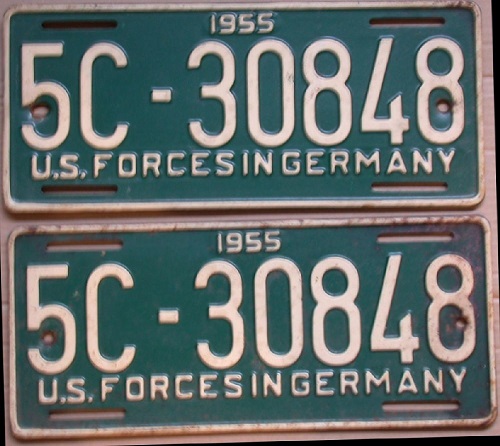 1955
5C-30848
U.S. FORCES IN GERMANY
1955
5C-30848
U.S. FORCES IN GERMANY